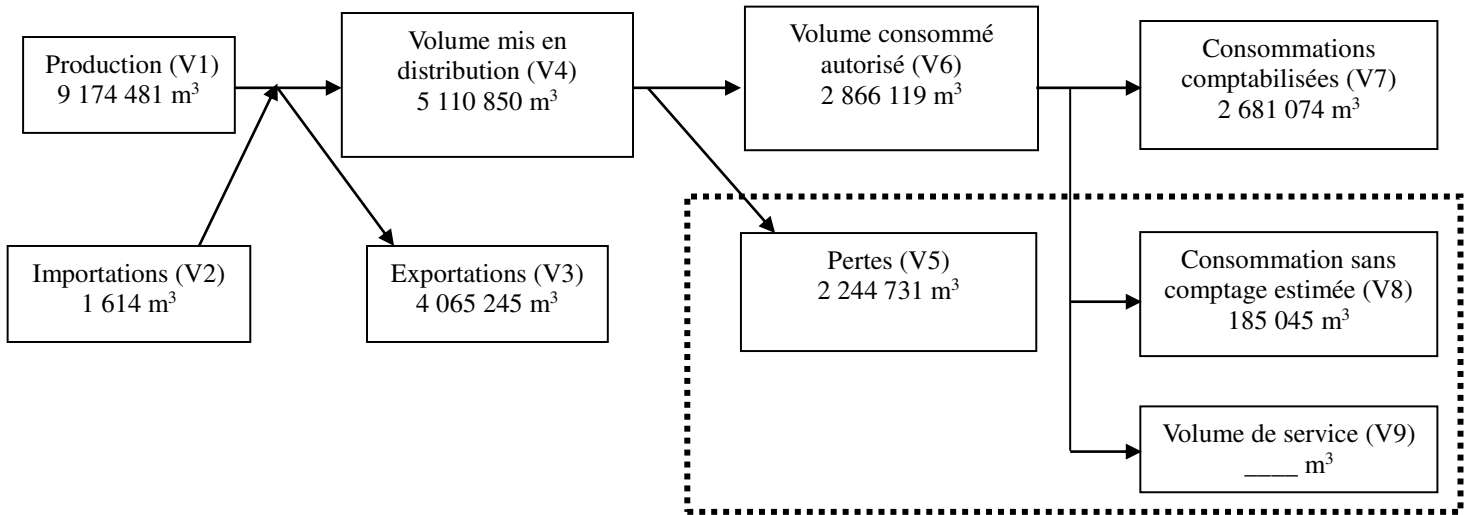 Production (V1)
9 174 481 m³
Volume mis en
distribution (V4)
5 110 850 m³
Volume consommé
autorisé (V6)
2 866 119 m³
Consommations
comptabilisées (V7)
2 681 074 m³
Importations (V2)
1 614 m³
Exportations (V3)
4 065 245 m³
Pertes (V5)
2 244 731 m³
Consommation sans
comptage estimée (V8)
185 045 m³
Volume de service (V9)
____ m³